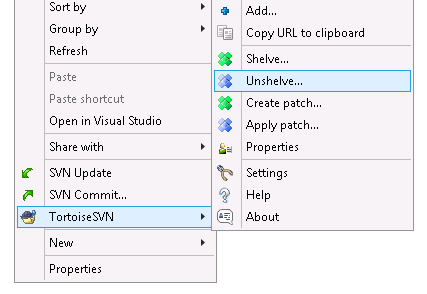 Sort by
Group by
Refresh
Paste
Paste shortcut
Open in Visual Studio
Share with
SVN Update
SVN Commit...
TortoiseSVN
New
Properties
Add...
Copy URL to clipboard
Shelve...
Unshelve...
Create patch...
Apply patch...
Properties
Settings
Help
About